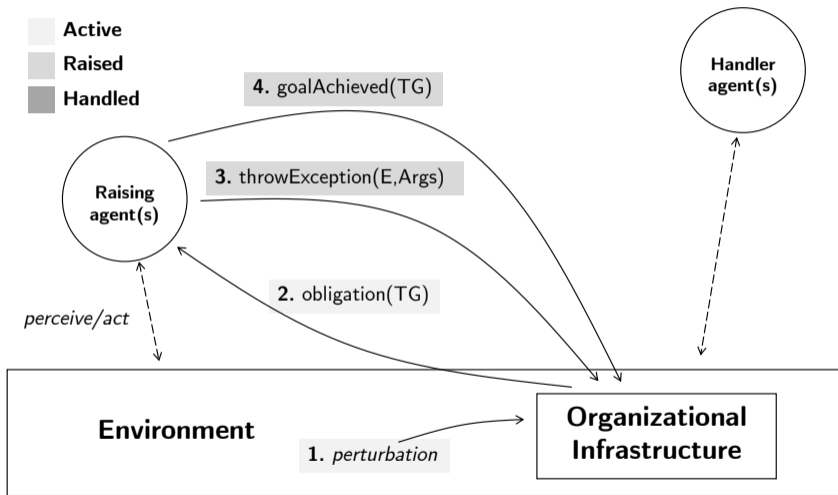 Active
Raised
Handled
Handler
agent(s)
4. goalAchieved(TG)
3. throwException(E,Args)
Raising
agent(s)
2. obligation(TG)
perceive/act
Environment
Organizational
Infrastructure
1. perturbation